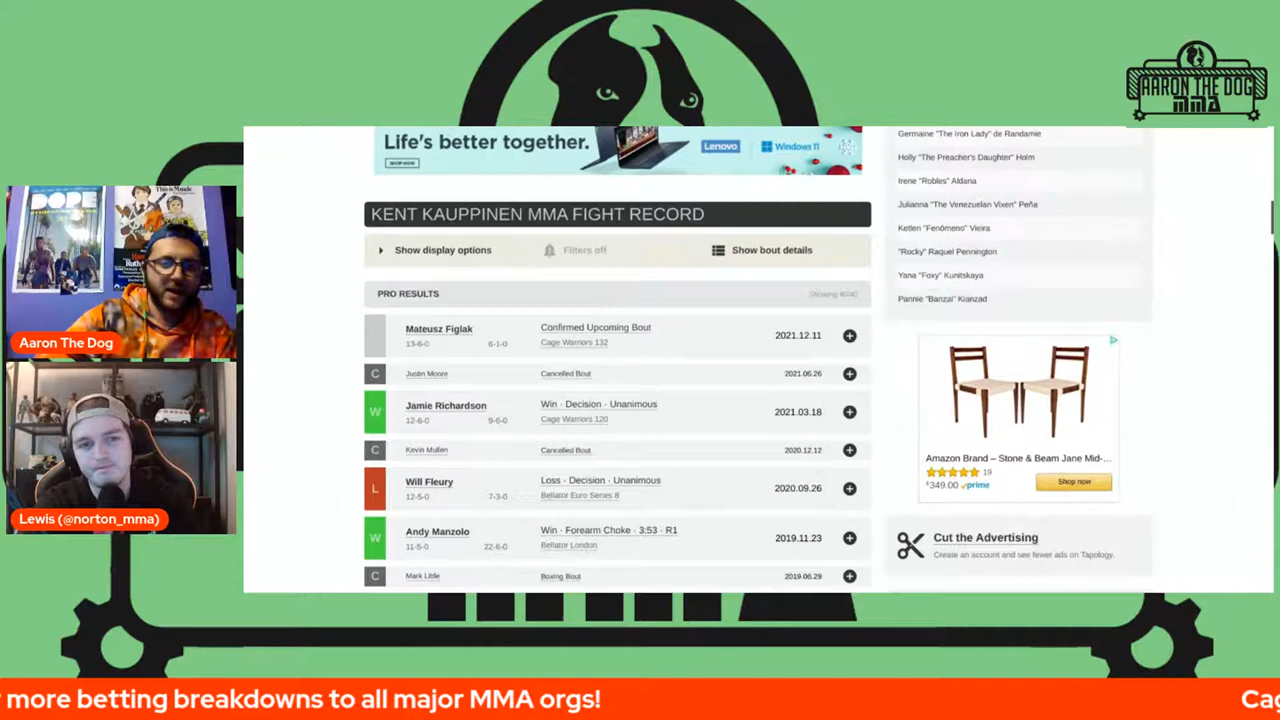 AARON THE DOG
MMA
Life's better together.
SHOP NOW
Lenovo
Windows 11
Germaine "The Iron Lady" de Randamie
Holly "The Preacher's Daughter" Holm
Irene "Robles" Aldana
Julianna "The Venezuelan Vixen" Peña
Ketlen "Fenômeno" Vieira
"Rocky" Raquel Pennington
Yana "Foxy" Kunitskaya
Pannie "Banzai" Kianzad
KENT KAUPPINEN MMA FIGHT RECORD
Show display options
Filters off
Show bout details
PRO RESULTS
Showing 40/40
Mateusz Figlak
Confirmed Upcoming Bout
2021.12.11
13-6-0
6-1-0
Cage Warriors 132
C
Justin Moore
Cancelled Bout
2021.06.26
W
Jamie Richardson
Win · Decision · Unanimous
2021.03.18
12-6-0
9-6-0
Cage Warriors 120
C
Kevin Mullen
Cancelled Bout
2020.12.12
L
Will Fleury
Loss · Decision · Unanimous
2020.09.26
12-5-0
7-3-0
Bellator Euro Series 8
W
Andy Manzolo
Win · Forearm Choke · 3:53 · R1
2019.11.23
11-5-0
22-6-0
Bellator London
C
Mark Little
Boxing Bout
2019.06.29
Amazon Brand – Stone & Beam Jane Mid-...
19
$349.00 prime
Shop now
Cut the Advertising
Create an account and see fewer ads on Tapology.
DOPE
This is Maude
Aaron The Dog
Lewis (@norton_mma)
more betting breakdowns to all major MMA orgs!
Cag